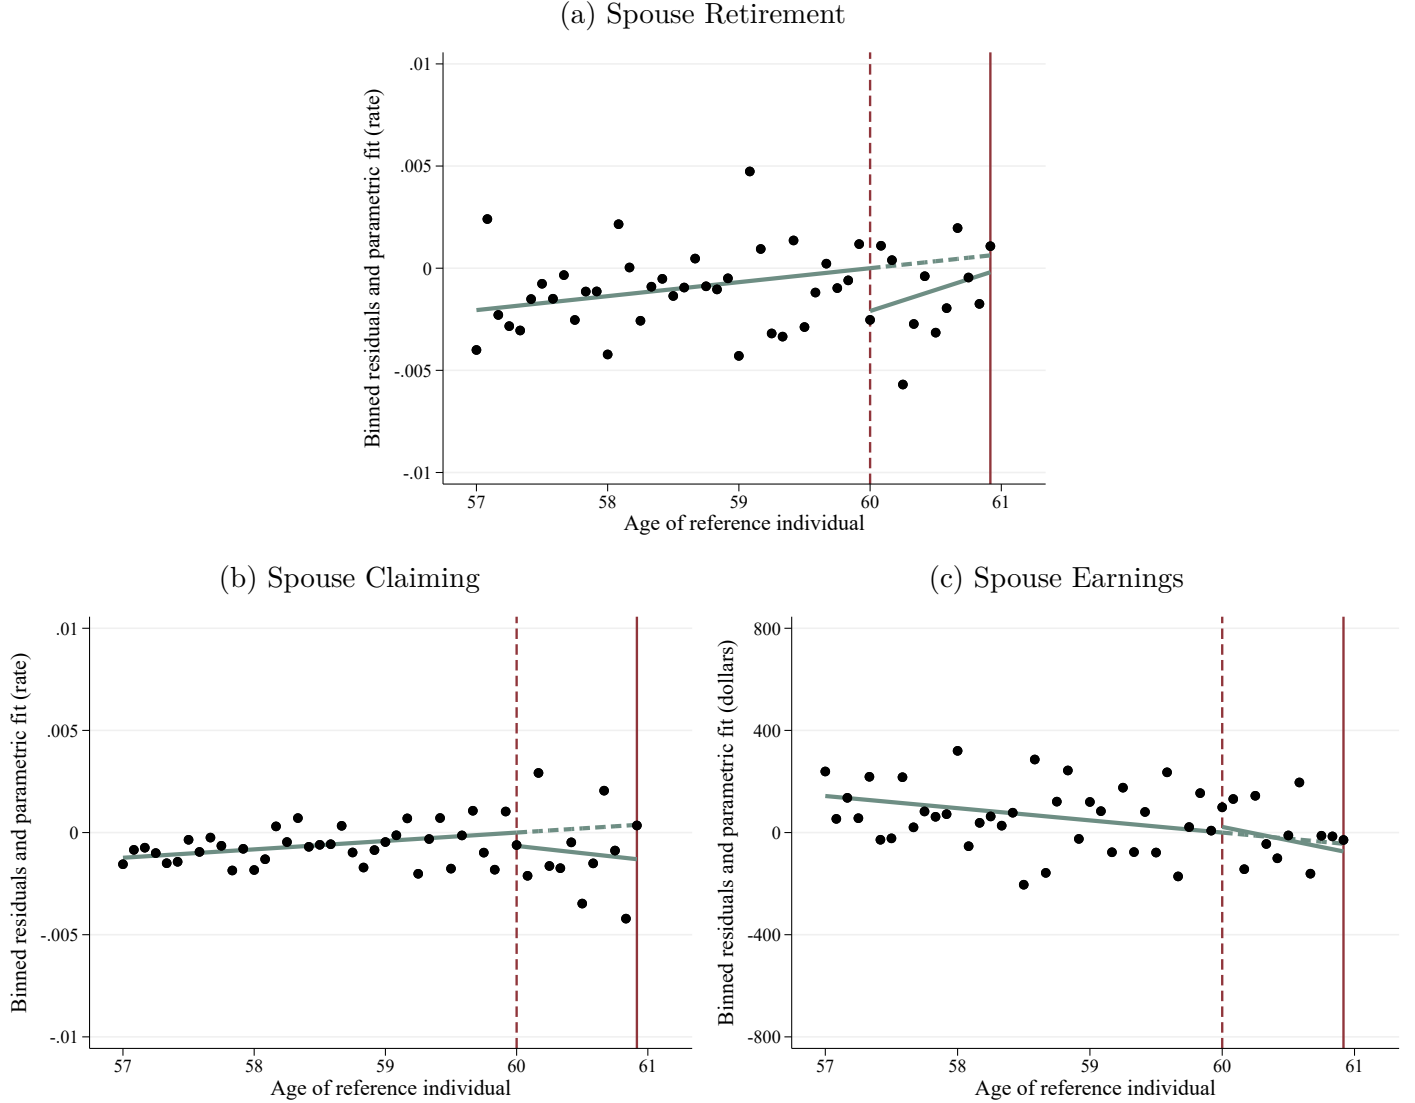 (a) Spouse Retirement
Binned residuals and parametric fit (rate)
.01
.005
0
-.005
-.01
57 58 59 60 61
Age of reference individual
(b) Spouse Claiming
Binned residuals and parametric fit (rate)
.01
.005
0
-.005
-.01
57 58 59 60 61
Age of reference individual
(c) Spouse Earnings
Binned residuals and parametric fit (dollars)
800
400
0
-400
-800
57 58 59 60 61
Age of reference individual